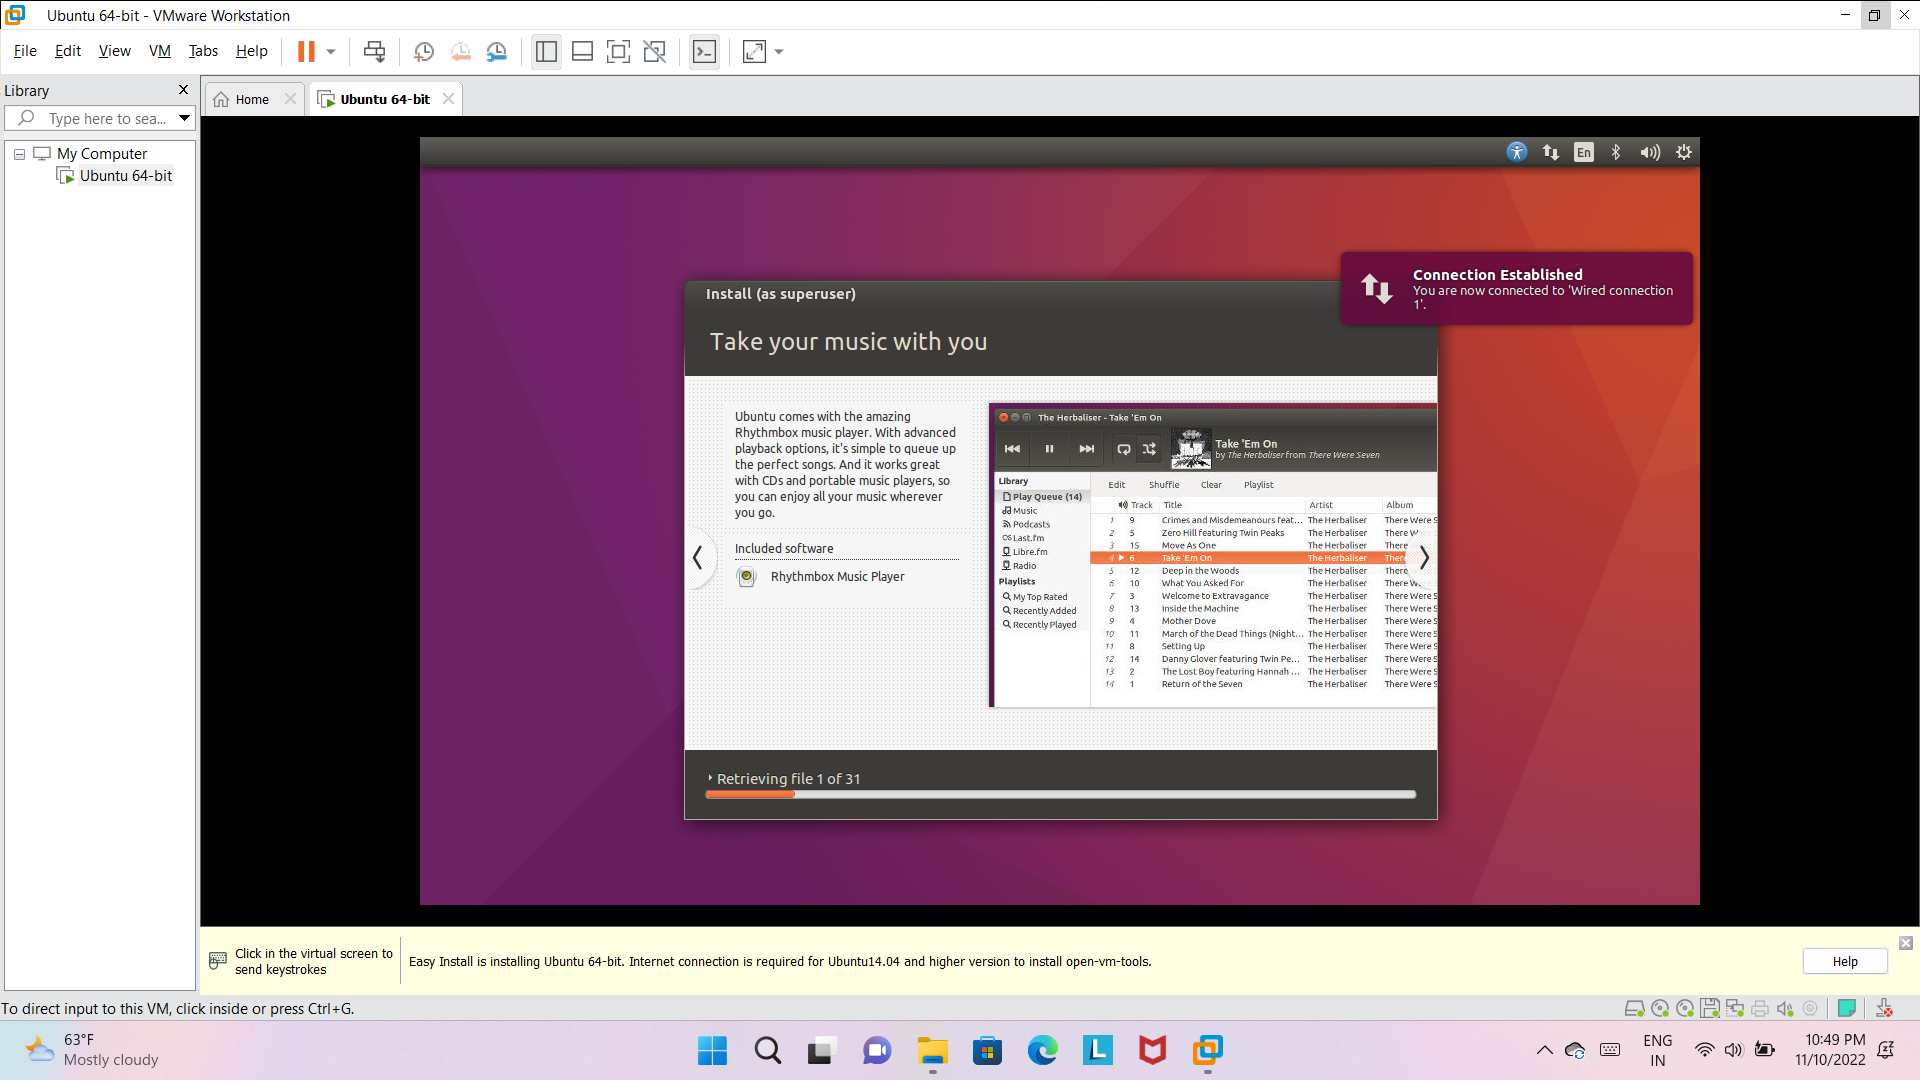 Ubuntu 64-bit - VMware Workstation
File Edit View VM Tabs Help
Library
Type here to sea...
My Computer
Ubuntu 64-bit
Home
Ubuntu 64-bit
En
Connection Established
You are now connected to 'Wired connection
1'.
Install (as superuser)
Take your music with you
Ubuntu comes with the amazing
Rhythmbox music player. With advanced
playback options, it's simple to queue up
the perfect songs. And it works great
with CDs and portable music players, so
you can enjoy all your music wherever
you go.
Included software
Rhythmbox Music Player
The Herbaliser - Take 'Em On
Take 'Em On
by The Herbaliser from There Were Seven
Library
Play Queue (14)
Music
Podcasts
Last.fm
Libre.fm
Radio
Playlists
My Top Rated
Recently Added
Recently Played
Edit Shuffle Clear Playlist
Track Title Artist Album
1 9 Crimes and Misdemeanours feat... The Herbaliser There Were S
2 5 Zero Hill featuring Twin Peaks The Herbaliser There W
3 15 Move As One The Herbaliser There
4 6 Take 'Em On The Herbaliser There
5 12 Deep in the Woods The Herbaliser There
6 10 What You Asked For The Herbaliser There
7 3 Welcome to Extravagance The Herbaliser There Were S
8 13 Inside the Machine The Herbaliser There Were S
9 4 Mother Dove The Herbaliser There Were S
10 11 March of the Dead Things (Night... The Herbaliser There Were S
11 8 Setting Up The Herbaliser There Were S
12 14 Danny Glover featuring Twin Pe... The Herbaliser There Were S
13 2 The Lost Boy featuring Hannah ... The Herbaliser There Were S
14 1 Return of the Seven The Herbaliser There Were S
Retrieving file 1 of 31
Click in the virtual screen to
send keystrokes
Easy Install is installing Ubuntu 64-bit. Internet connection is required for Ubuntu14.04 and higher version to install open-vm-tools.
Help
To direct input to this VM, click inside or press Ctrl+G.
63°F
Mostly cloudy
L
ENG
IN
10:49 PM
11/10/2022